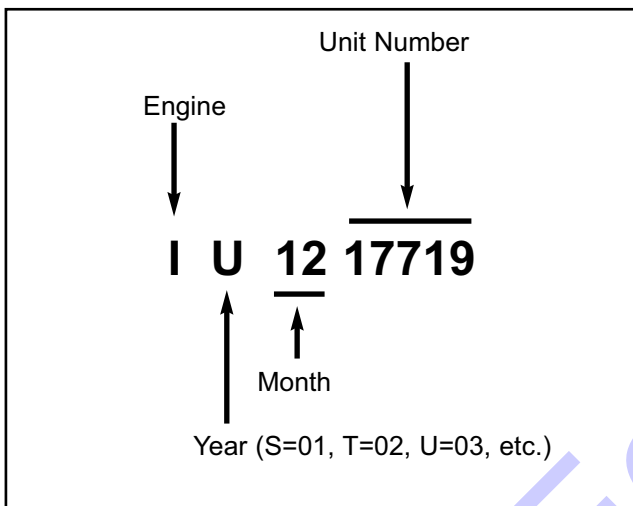 Unit Number
Engine
I U 12 17719
Month
Year (S=01, T=02, U=03, etc.)